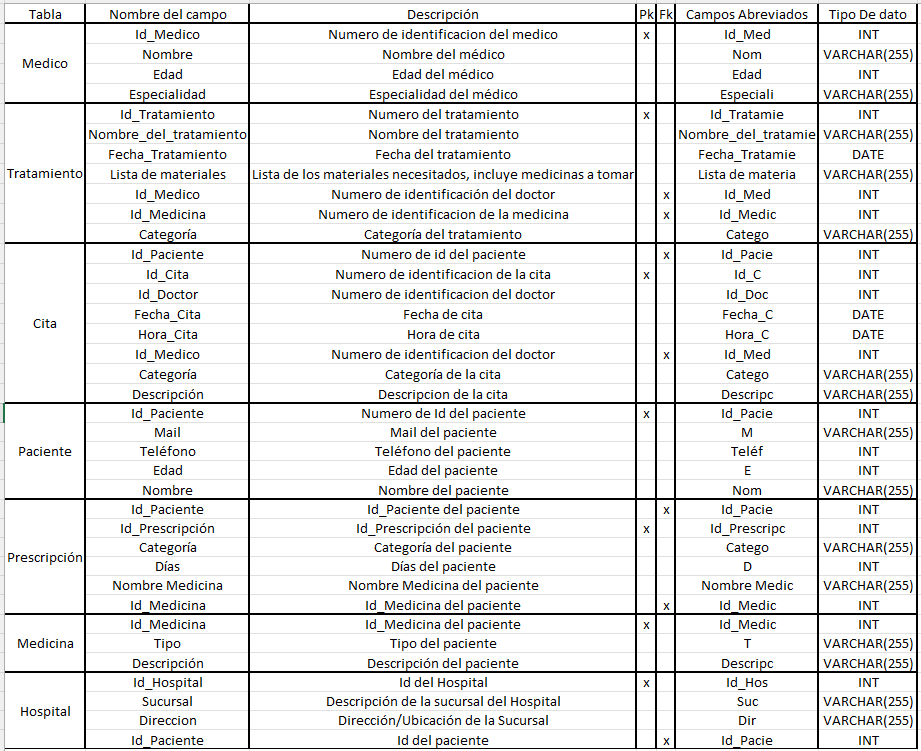 Tabla Nombre del campo Descripción Pk Fk Campos Abreviados Tipo De dato
Medico
Id_Medico Numero de identificacion del medico x Id_Med INT
Nombre Nombre del médico Nom VARCHAR(255)
Edad Edad del médico Edad INT
Especialidad Especialidad del médico Especiali VARCHAR(255)
Tratamiento
Id_Tratamiento Numero del tratamiento x Id_Tratamie INT
Nombre_del_tratamiento Nombre del tratamiento Nombre_del_tratamie VARCHAR(255)
Fecha_Tratamiento Fecha del tratamiento Fecha_Tratamie DATE
Lista de materiales Lista de los materiales necesitados, incluye medicinas a tomar Lista de materia VARCHAR(255)
Id_Medico Numero de identificación del doctor x Id_Med INT
Id_Medicina Numero de identificacion de la medicina x Id_Medic INT
Categoría Categoría del tratamiento Catego VARCHAR(255)
Cita
Id_Paciente Numero de id del paciente x Id_Pacie INT
Id_Cita Numero de identificacion de la cita x Id_C INT
Id_Doctor Numero de identificacion del doctor Id_Doc INT
Fecha_Cita Fecha de cita Fecha_C DATE
Hora_Cita Hora de cita Hora_C DATE
Id_Medico Numero de identificacion del doctor x Id_Med INT
Categoría Categoría de la cita Catego VARCHAR(255)
Descripción Descripcion de la cita Descripc VARCHAR(255)
Paciente
Id_Paciente Numero de Id del paciente x Id_Pacie INT
Mail Mail del paciente M VARCHAR(255)
Teléfono Teléfono del paciente Teléf INT
Edad Edad del paciente E INT
Nombre Nombre del paciente Nom VARCHAR(255)
Prescripción
Id_Paciente Id_Paciente del paciente x Id_Pacie INT
Id_Prescripción Id_Prescripción del paciente x Id_Prescripc INT
Categoría Categoría del paciente Catego VARCHAR(255)
Días Días del paciente D INT
Nombre Medicina Nombre Medicina del paciente Nombre Medic VARCHAR(255)
Id_Medicina Id_Medicina del paciente x Id_Medic INT
Medicina
Id_Medicina Id_Medicina del paciente x Id_Medic INT
Tipo Tipo del paciente T VARCHAR(255)
Descripción Descripción del paciente Descripc VARCHAR(255)
Hospital
Id_Hospital Id del Hospital x Id_Hos INT
Sucursal Descripción de la sucursal del Hospital Suc VARCHAR(255)
Direccion Dirección/Ubicación de la Sucursal Dir VARCHAR(255)
Id_Paciente Id del paciente x Id_Pacie INT